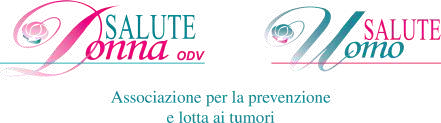 SALUTE
Donna ODV
SALUTE
Uomo
Associazione per la prevenzione
e lotta ai tumori